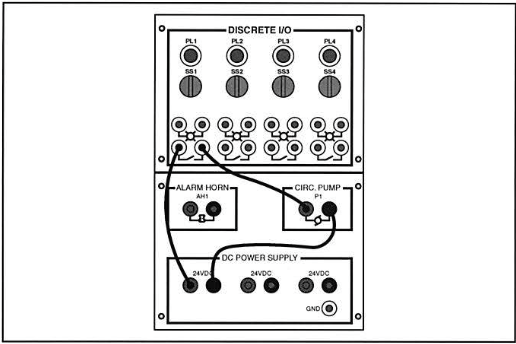 DISCRETE I/O
PL1 PL2 PL3 PL4
SS1 SS2 SS3 SS4
ALARM HORN CIRC. PUMP
AH1 P1
DC POWER SUPPLY
24VDC 24VDC 24VDC
GND